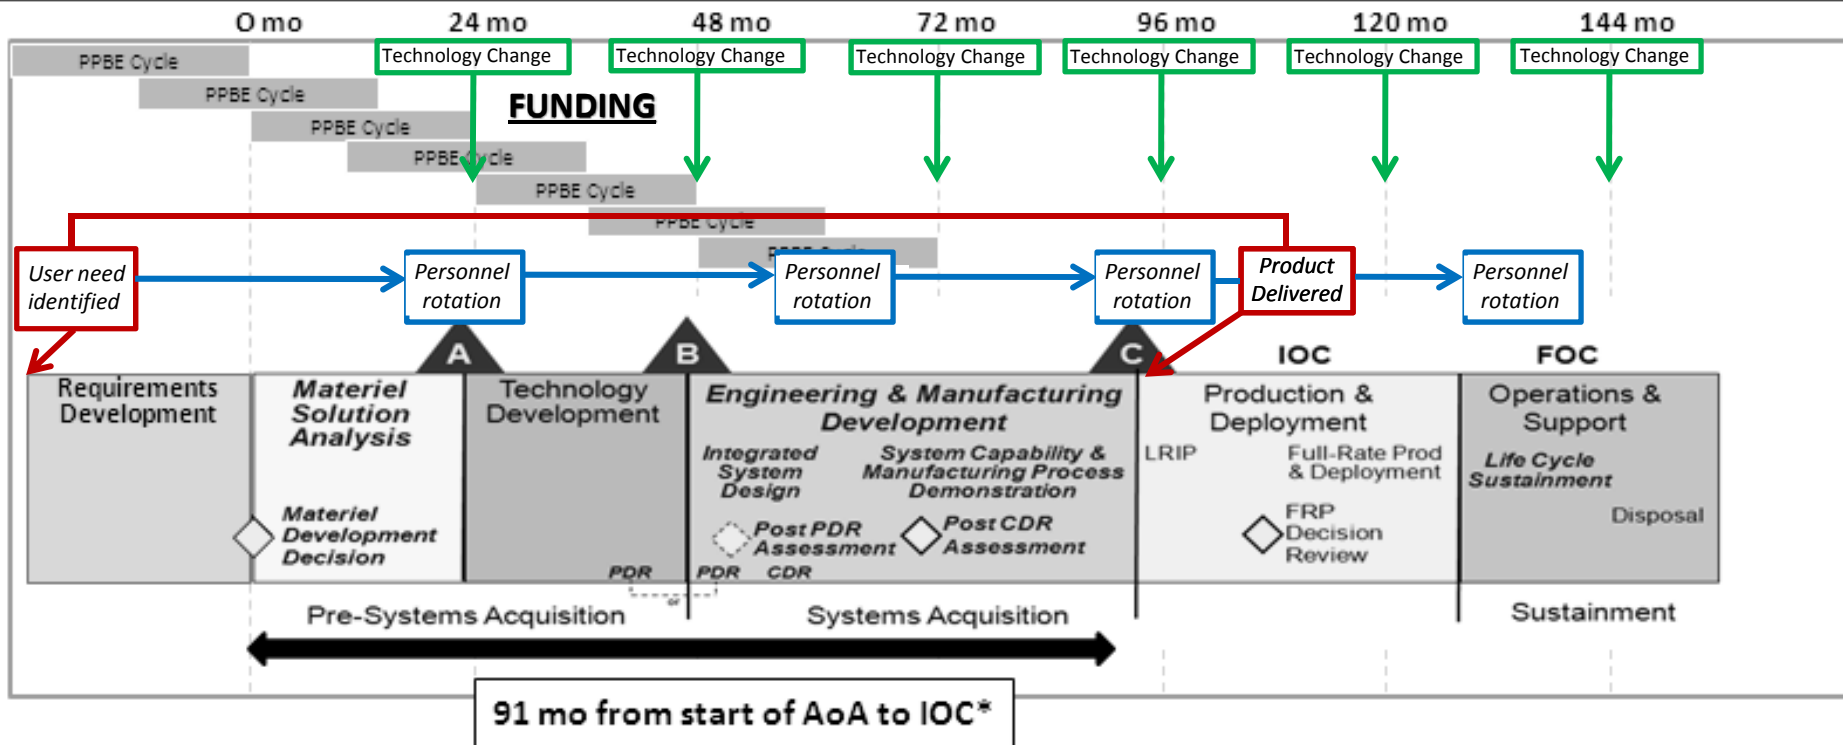 0 mo
24 mo
48 mo
72 mo
96 mo
120 mo
144 mo
Technology Change
Technology Change
Technology Change
Technology Change
Technology Change
Technology Change
PPBE Cycle
PPBE Cycle
PPBE Cycle
PPBE Cycle
PPBE Cycle
PPBE Cycle
PPBE Cycle
FUNDING
User need
identified
Personnel
rotation
Personnel
rotation
Personnel
rotation
Product
Delivered
Personnel
rotation
A
B
C
IOC
FOC
Requirements
Development
Materiel
Solution
Analysis
Materiel
Development
Decision
Technology
Development
PDR
Engineering & Manufacturing
Development
Integrated
System
Design
System Capability &
Manufacturing Process
Demonstration
Post PDR
Assessment
Post CDR
Assessment
PDR
CDR
or
Production &
Deployment
LRIP
Full-Rate Prod
& Deployment
FRP
Decision
Review
Operations &
Support
Life Cycle
Sustainment
Disposal
Pre-Systems Acquisition
Systems Acquisition
Sustainment
91 mo from start of AoA to IOC*